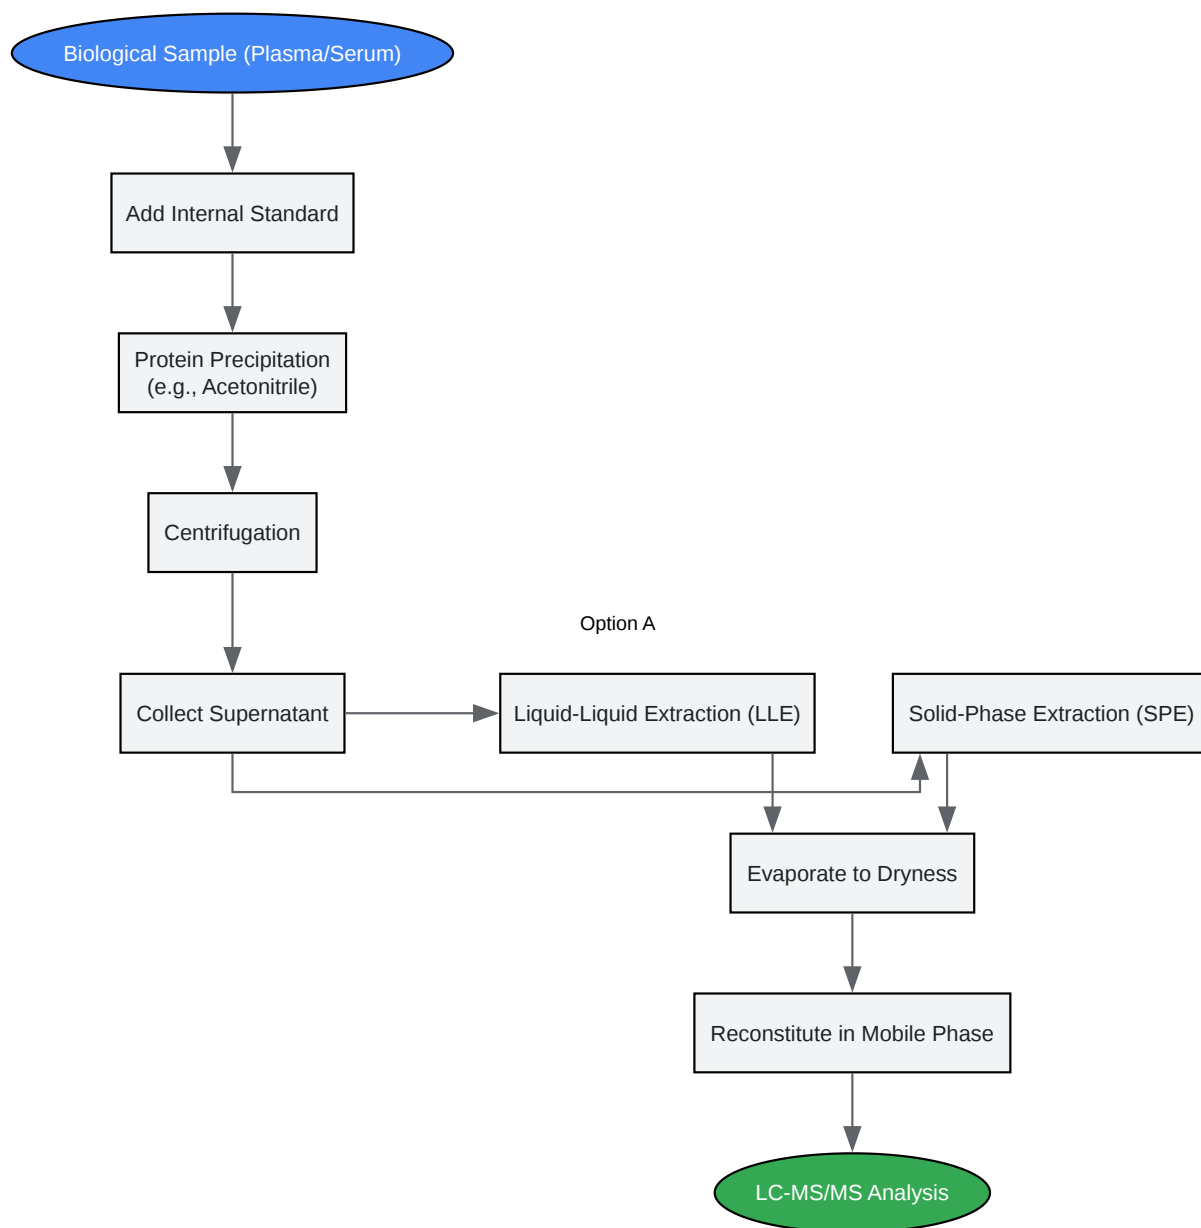 Biological Sample (Plasma/Serum)
Add Internal Standard
Protein Precipitation
(e.g., Acetonitrile)
Centrifugation
Option A
Collect Supernatant
Liquid-Liquid Extraction (LLE)
Solid-Phase Extraction (SPE)
Evaporate to Dryness
Reconstitute in Mobile Phase
LC-MS/MS Analysis